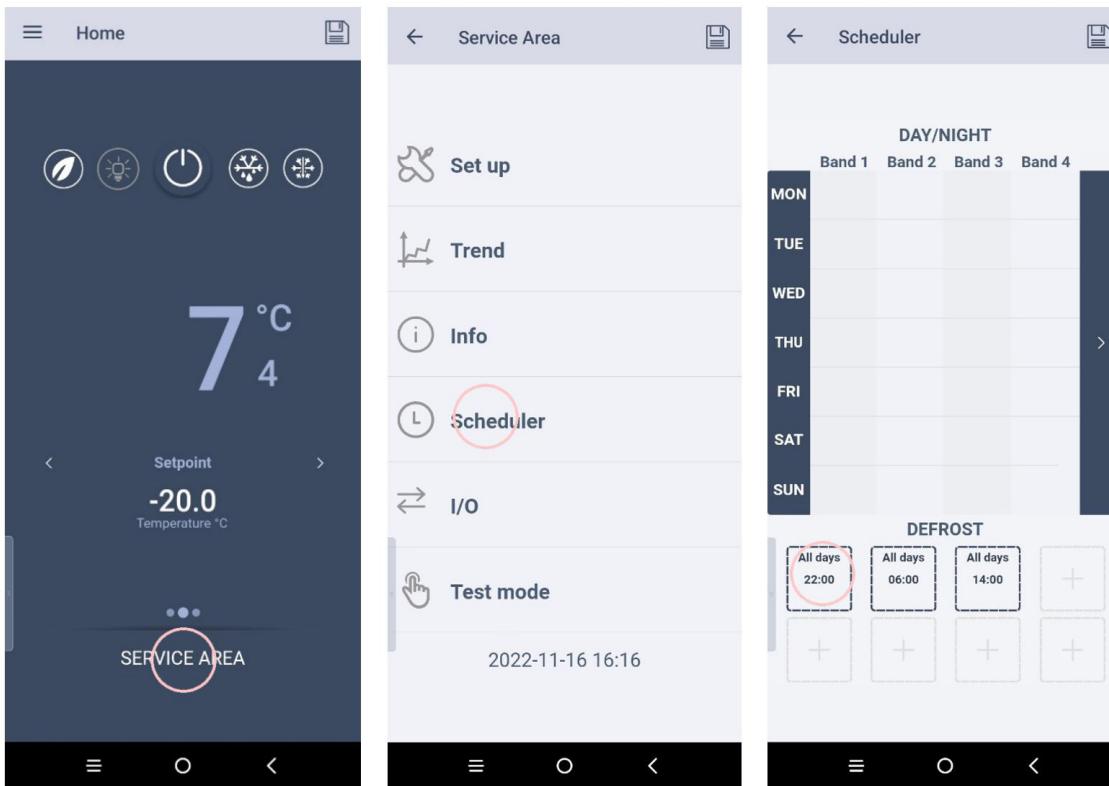 Home
7 °C
4
Setpoint
-20.0
Temperature °C
SERVICE AREA
Service Area
Set up
Trend
Info
Scheduler
I/O
Test mode
2022-11-16 16:16
Scheduler
DAY/NIGHT
Band 1 Band 2 Band 3 Band 4
MON
TUE
WED
THU
FRI
SAT
SUN
DEFROST
All days All days All days
22:00 06:00 14:00